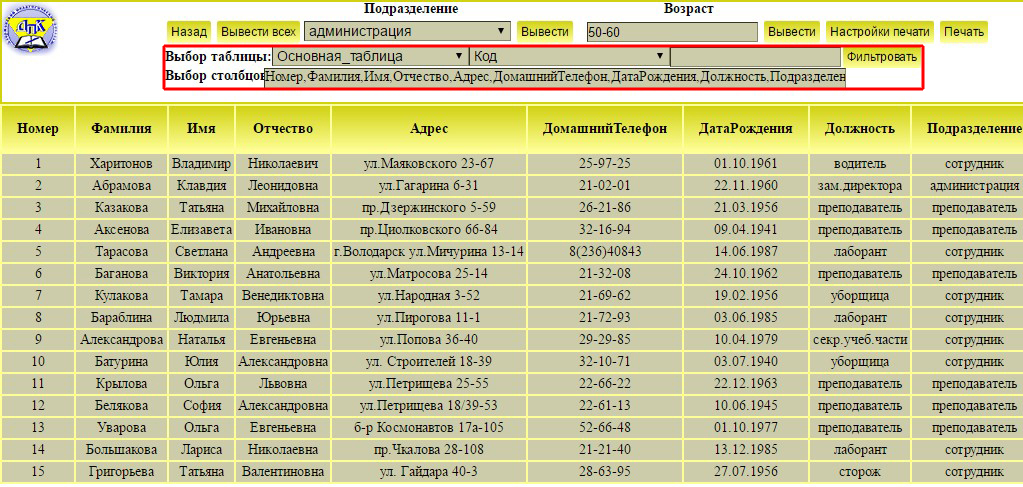 Подразделение Возраст
АПК
Назад Вывести всех администрация Вывести 50-60 Вывести Настройки печати Печать
Выбор таблицы: Основная_таблица Код Фильтровать
Выбор столбцов Номер,Фамилия,Имя,Отчество,Адрес,ДомашнийТелефон,ДатаРождения,Должность,Подразделен
Номер Фамилия Имя Отчество Адрес ДомашнийТелефон ДатаРождения Должность Подразделение
1 Харитонов Владимир Николаевич ул.Маяковского 23-67 25-97-25 01.10.1961 водитель сотрудник
2 Абрамова Клавдия Леонидовна ул.Гагарина 6-31 21-02-01 22.11.1960 зам.директора администрация
3 Казакова Татьяна Михайловна пр.Дзержинского 5-59 26-21-86 21.03.1956 преподаватель преподаватель
4 Аксенова Елизавета Ивановна пр.Циолковского 66-84 32-16-94 09.04.1941 преподаватель преподаватель
5 Тарасова Светлана Андреевна г.Володарск ул.Мичурина 13-14 8(236)40843 14.06.1987 лаборант сотрудник
6 Баганова Виктория Анатольевна ул.Матросова 25-14 21-32-08 24.10.1962 преподаватель преподаватель
7 Кулакова Тамара Венедиктовна ул.Народная 3-52 21-69-62 19.02.1956 уборщица сотрудник
8 Бараблина Людмила Юрьевна ул.Пирогова 11-1 21-72-93 03.06.1985 лаборант сотрудник
9 Александрова Наталья Евгеньевна ул.Попова 36-40 29-29-85 10.04.1979 секр.учеб.части сотрудник
10 Батурина Юлия Александровна ул. Строителей 18-39 32-10-71 03.07.1940 уборщица сотрудник
11 Крылова Ольга Львовна ул.Петрищева 25-55 22-66-22 22.12.1963 преподаватель преподаватель
12 Белякова София Александровна ул.Петрищева 18/39-53 22-61-13 10.06.1945 преподаватель преподаватель
13 Уварова Ольга Евгеньевна б-р Космонавтов 17а-105 52-66-48 01.10.1977 преподаватель преподаватель
14 Большакова Лариса Николаевна пр.Чкалова 28-108 21-21-40 13.12.1985 лаборант сотрудник
15 Григорьева Татьяна Валентиновна ул. Гайдара 40-3 28-63-95 27.07.1956 сторож сотрудник